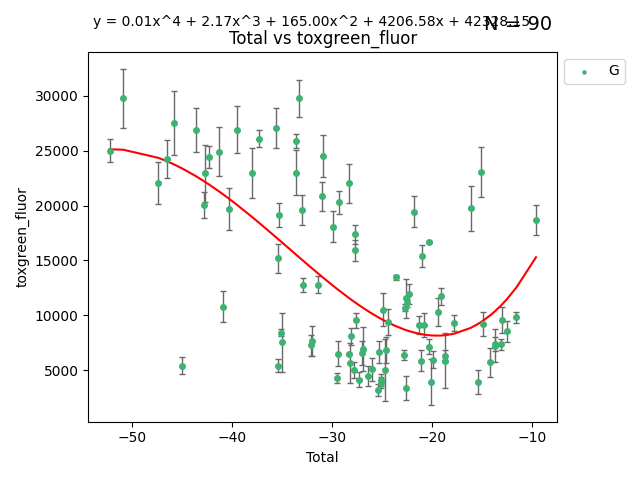 y = 0.01x^4 + 2.17x^3 + 165.00x^2 + 4206.58x +
N = 90
Total vs toxgreen_fluor
G
30000
25000
20000
15000
10000
5000
toxgreen_fluor
−50 −40 −30 −20 −10
Total